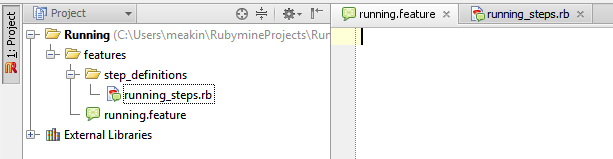 1: Project
Project
running.feature
running_steps.rb
Running (C:\Users\meakin\RubymineProjects\Run
features
step_definitions
running_steps.rb
running.feature
External Libraries